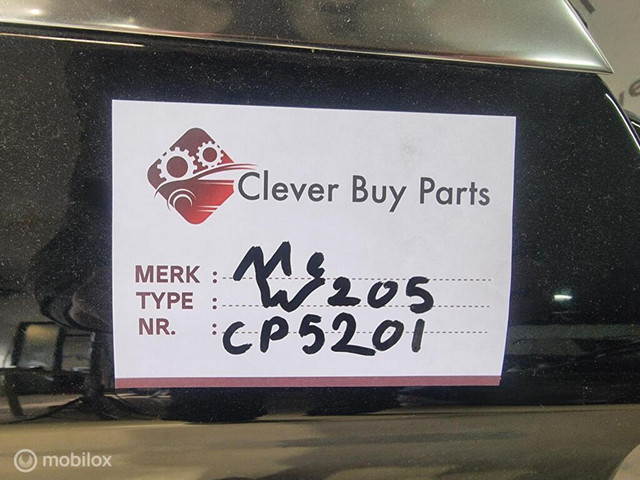 Clever Buy Parts
MERK : Me
TYPE : W205
NR. : CP5201
mobilox